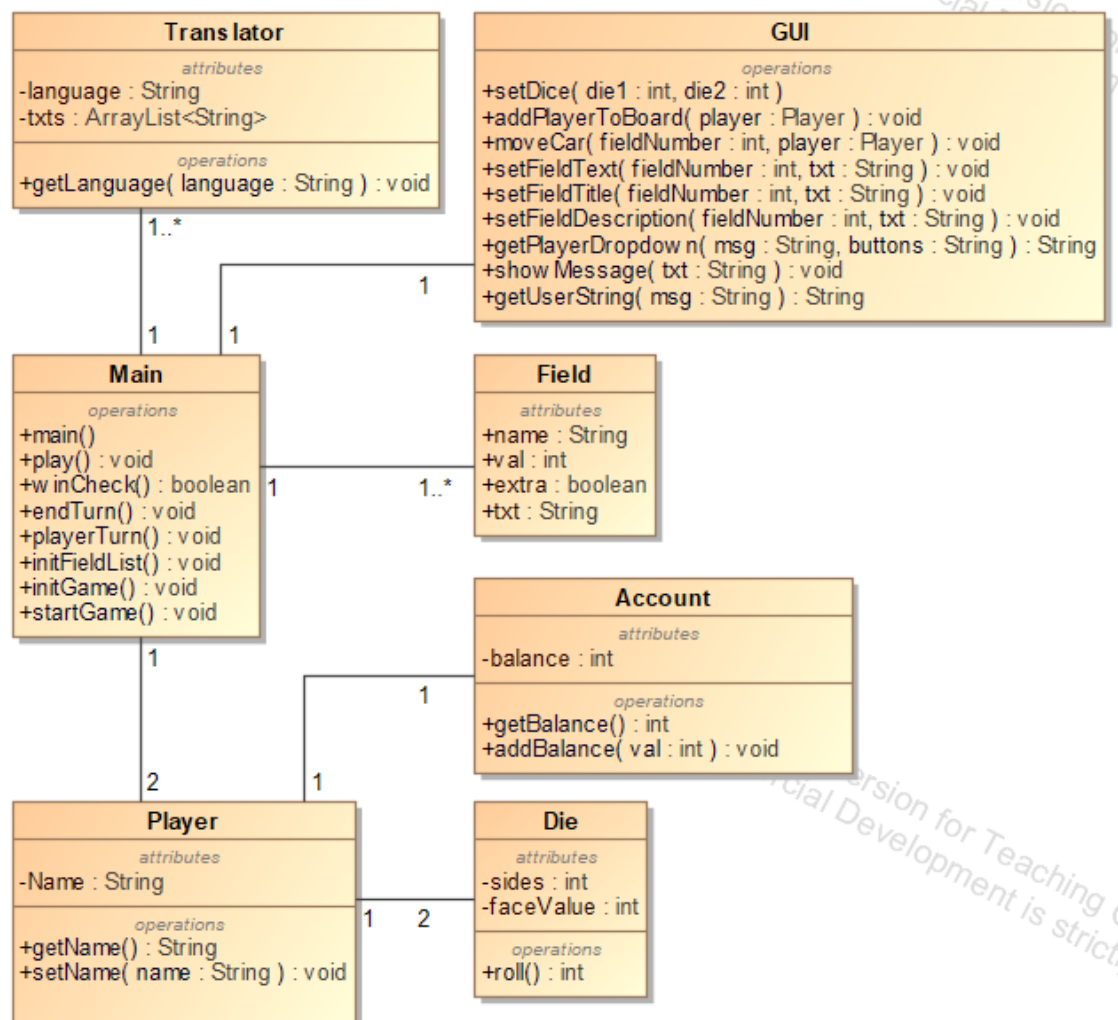 Translator
attributes
-language : String
-txts : ArrayList<String>
operations
+getLanguage( language : String ) : void
GUI
operations
+setDice( die1 : int, die2 : int )
+addPlayerToBoard( player : Player ) : void
+moveCar( fieldNumber : int, player : Player ) : void
+setFieldText( fieldNumber : int, txt : String ) : void
+setFieldTitle( fieldNumber : int, txt : String ) : void
+setFieldDescription( fieldNumber : int, txt : String ) : void
+getPlayerDropdown( msg : String, buttons : String ) : String
+showMessage( txt : String ) : void
+getUserString( msg : String ) : String
1..*
1
1
1
Main
operations
+main()
+play() : void
+winCheck() : boolean
+endTurn() : void
+playerTurn() : void
+initFieldList() : void
+initGame() : void
+startGame() : void
Field
attributes
+name : String
+val : int
+extra : boolean
+txt : String
1
1..*
1
2
Account
attributes
-balance : int
operations
+getBalance() : int
+addBalance( val : int ) : void
1
1
Player
attributes
-Name : String
operations
+getName() : String
+setName( name : String ) : void
Die
attributes
-sides : int
-faceValue : int
operations
+roll() : int
1
2
for Teaching
Development is